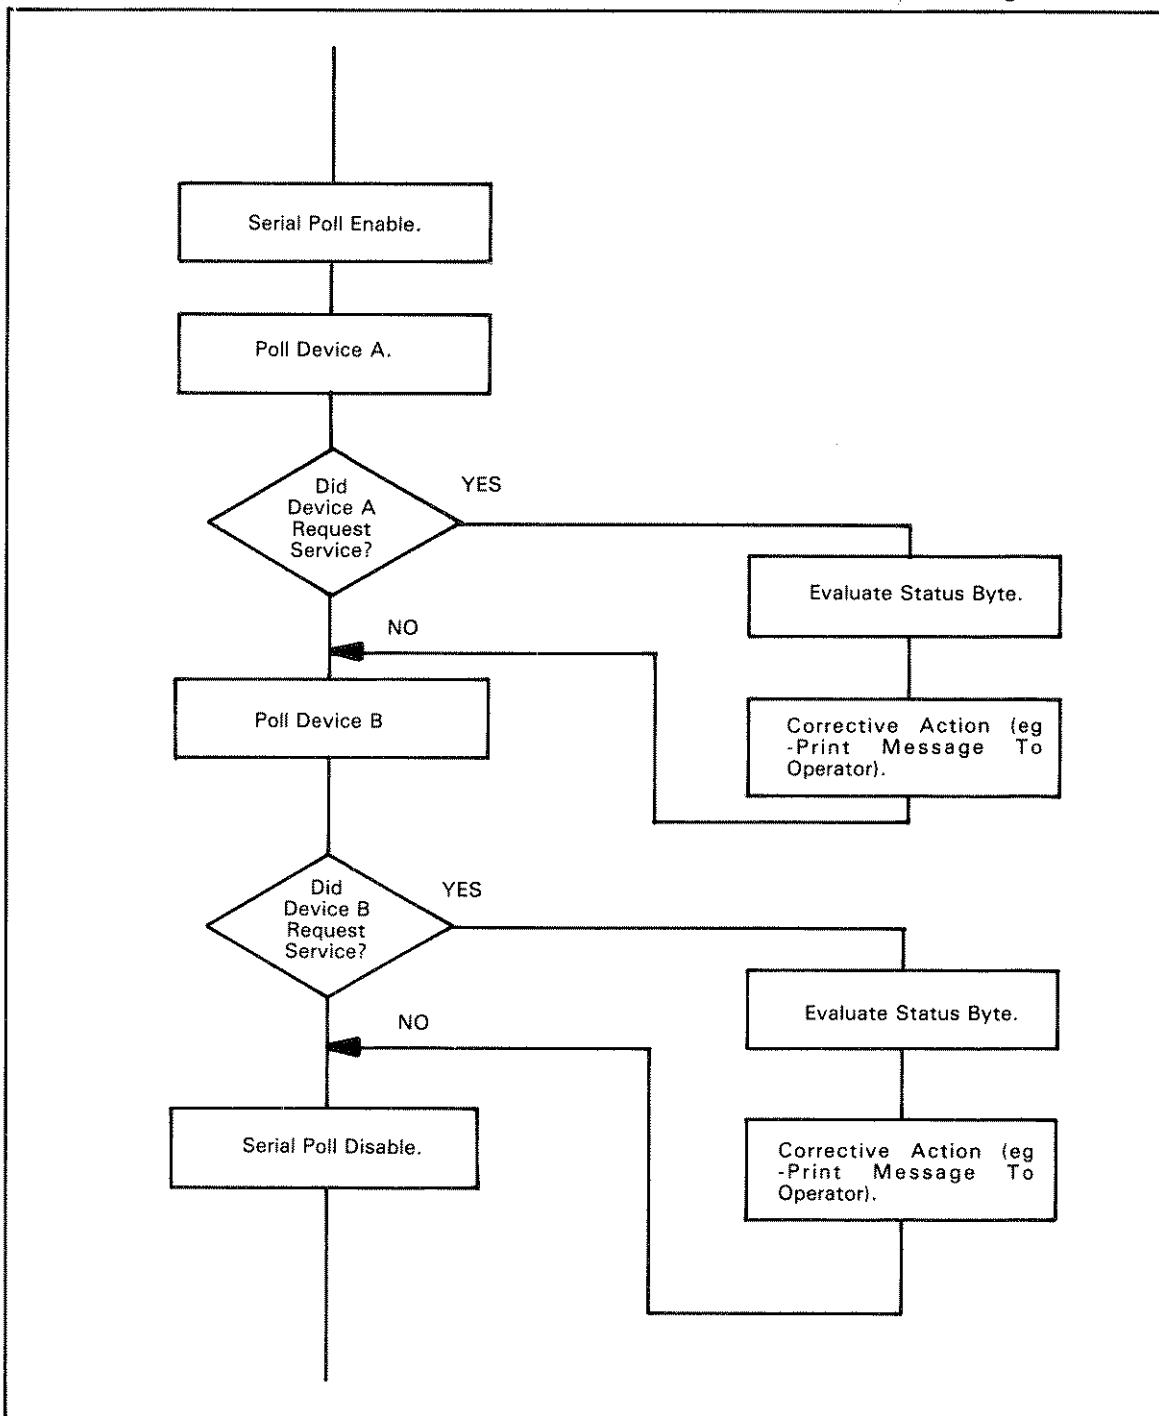 Serial Poll Enable.
Poll Device A.
Did
Device A
Request
Service?
YES
Evaluate Status Byte.
NO
Corrective Action (eg
-Print Message To
Operator).
Poll Device B
Did
Device B
Request
Service?
YES
Evaluate Status Byte.
NO
Corrective Action (eg
-Print Message To
Operator).
Serial Poll Disable.